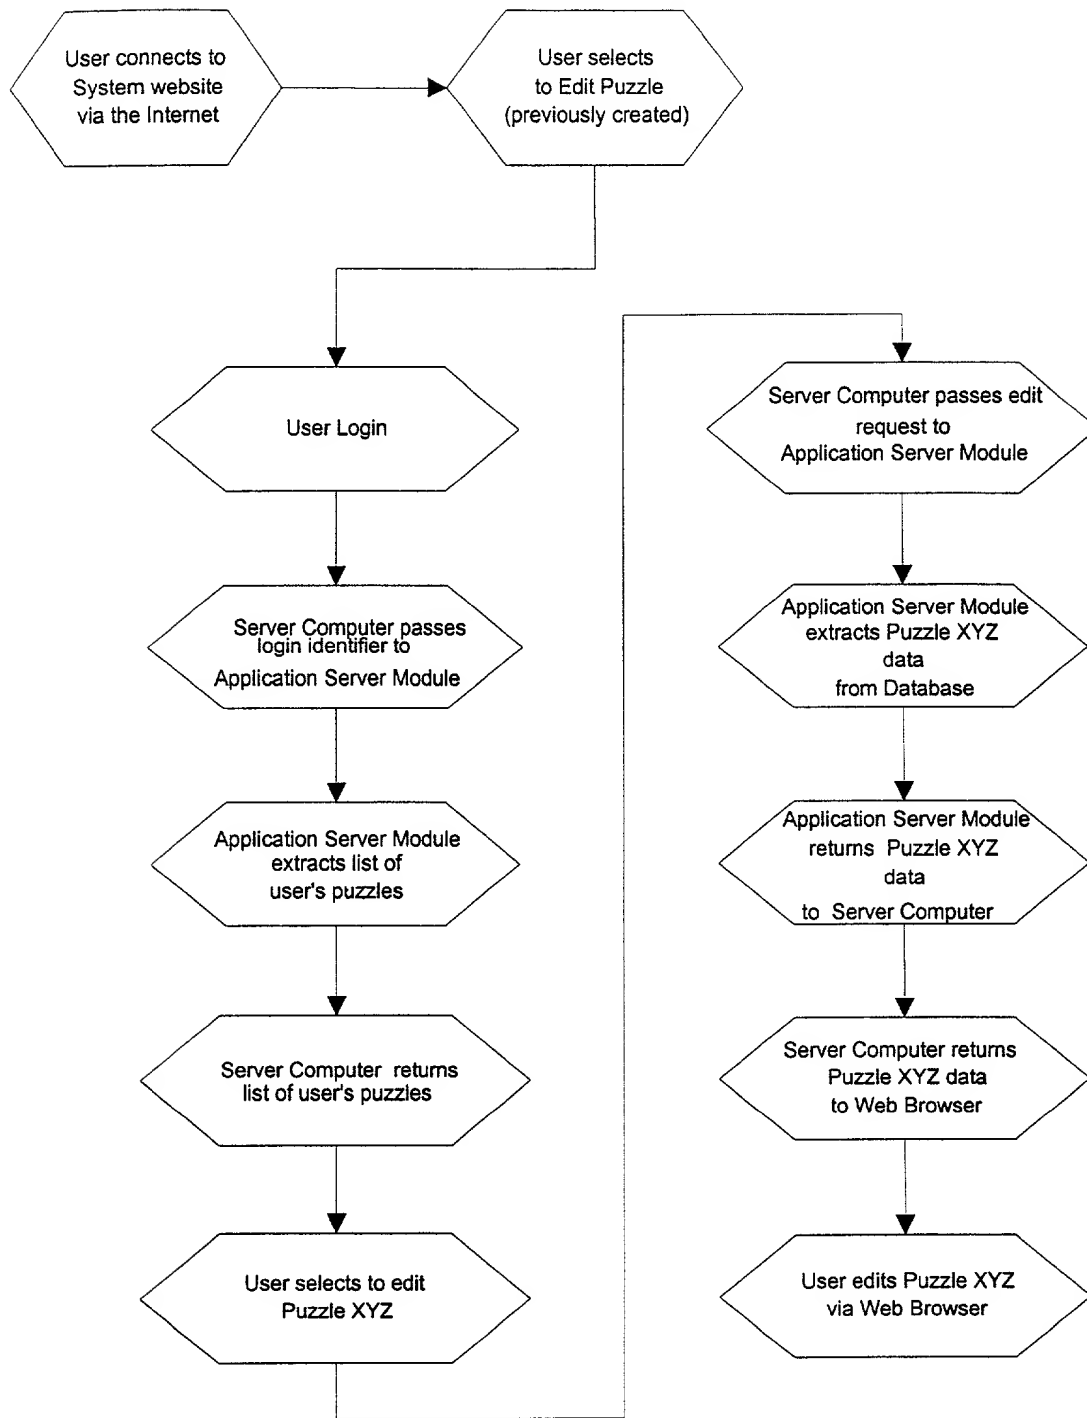 User connects to
System website
via the Internet
User selects
to Edit Puzzle
(previously created)
User Login
Server Computer passes
login identifier to
Application Server Module
Application Server Module
extracts list of
user's puzzles
Server Computer returns
list of user's puzzles
User selects to edit
Puzzle XYZ
Server Computer passes edit
request to
Application Server Module
Application Server Module
extracts Puzzle XYZ
data
from Database
Application Server Module
returns Puzzle XYZ
data
to Server Computer
Server Computer returns
Puzzle XYZ data
to Web Browser
User edits Puzzle XYZ
via Web Browser